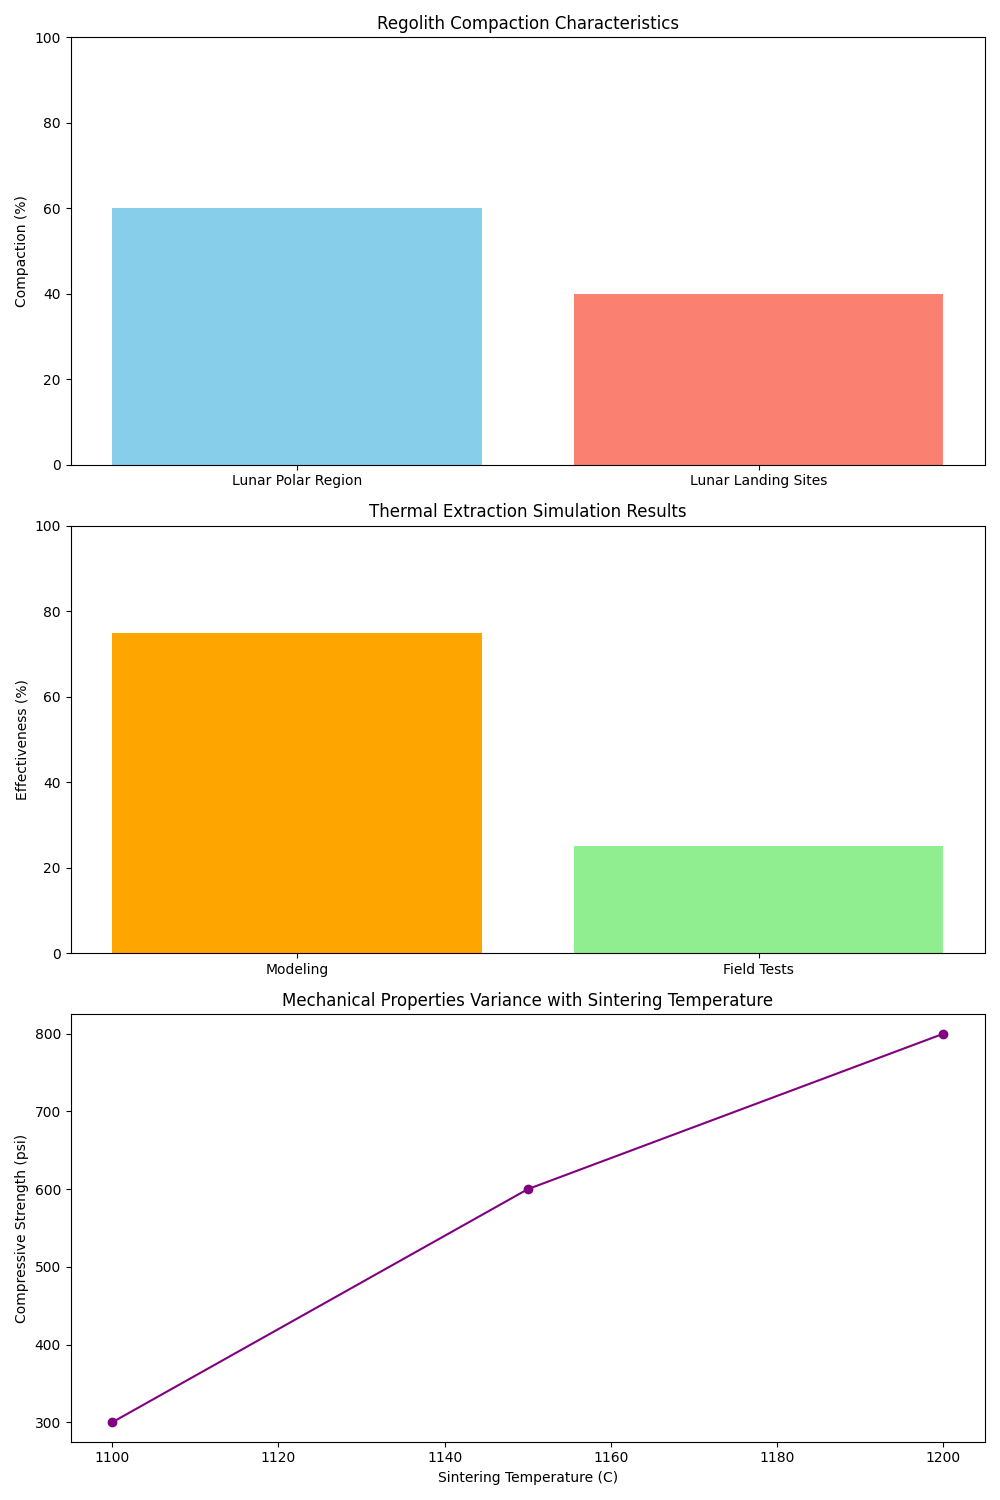 Regolith Compaction Characteristics
100
80
60
40
20
0
Compaction (%)
Lunar Polar Region
Lunar Landing Sites
Thermal Extraction Simulation Results
100
80
60
40
20
0
Effectiveness (%)
Modeling
Field Tests
Mechanical Properties Variance with Sintering Temperature
800
700
600
500
400
300
Compressive Strength (psi)
1100
1120
1140
1160
1180
1200
Sintering Temperature (C)